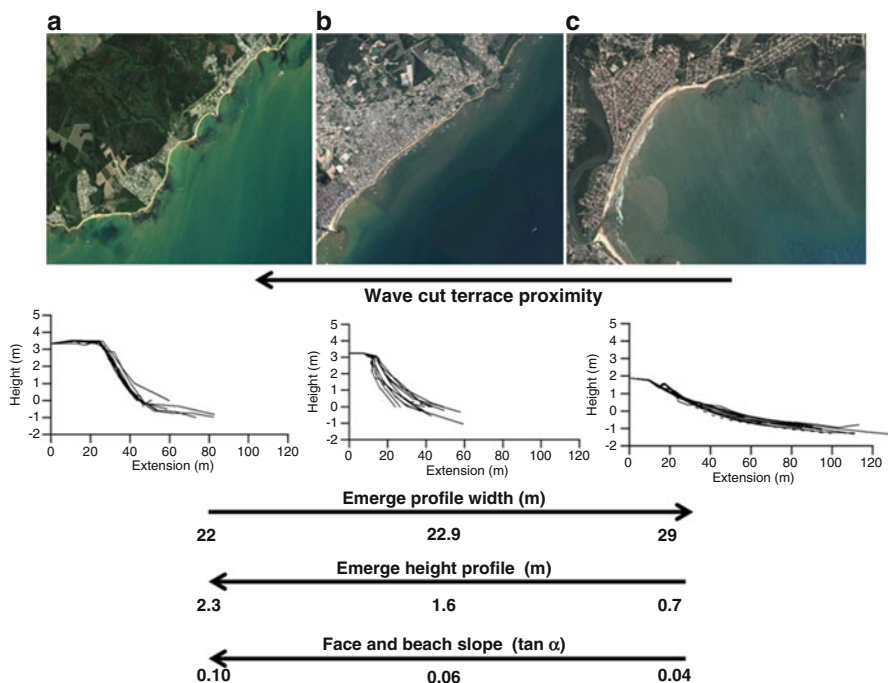 a b c
Wave cut terrace proximity
5
4
3
2
1
0
-1
-2
Height (m)
0 20 40 60 80 100 120
Extension (m)
5
4
3
2
1
0
-1
-2
Height (m)
0 20 40 60 80 100 120
Extension (m)
5
4
3
2
1
0
-1
-2
Height (m)
0 20 40 60 80 100 120
Extension (m)
Emerge profile width (m)
22 22.9 29
Emerge height profile (m)
2.3 1.6 0.7
Face and beach slope (tan α)
0.10 0.06 0.04